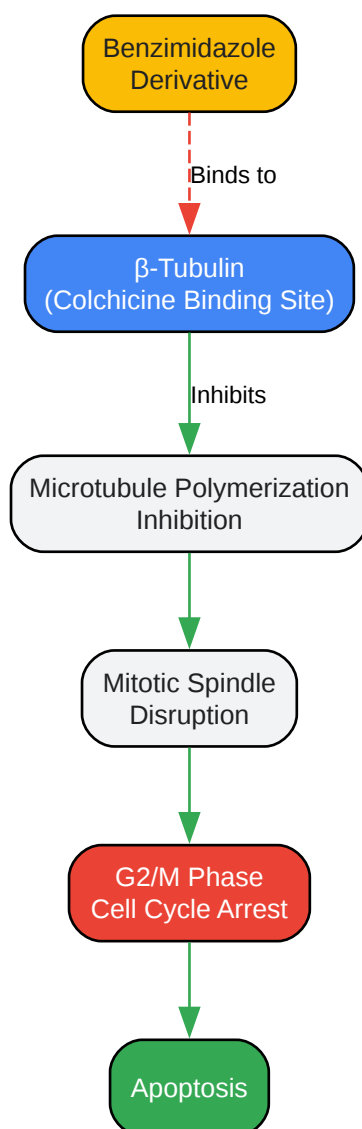 Benzimidazole
Derivative
Binds to
β-Tubulin
(Colchicine Binding Site)
Inhibits
Microtubule Polymerization
Inhibition
Mitotic Spindle
Disruption
G2/M Phase
Cell Cycle Arrest
Apoptosis